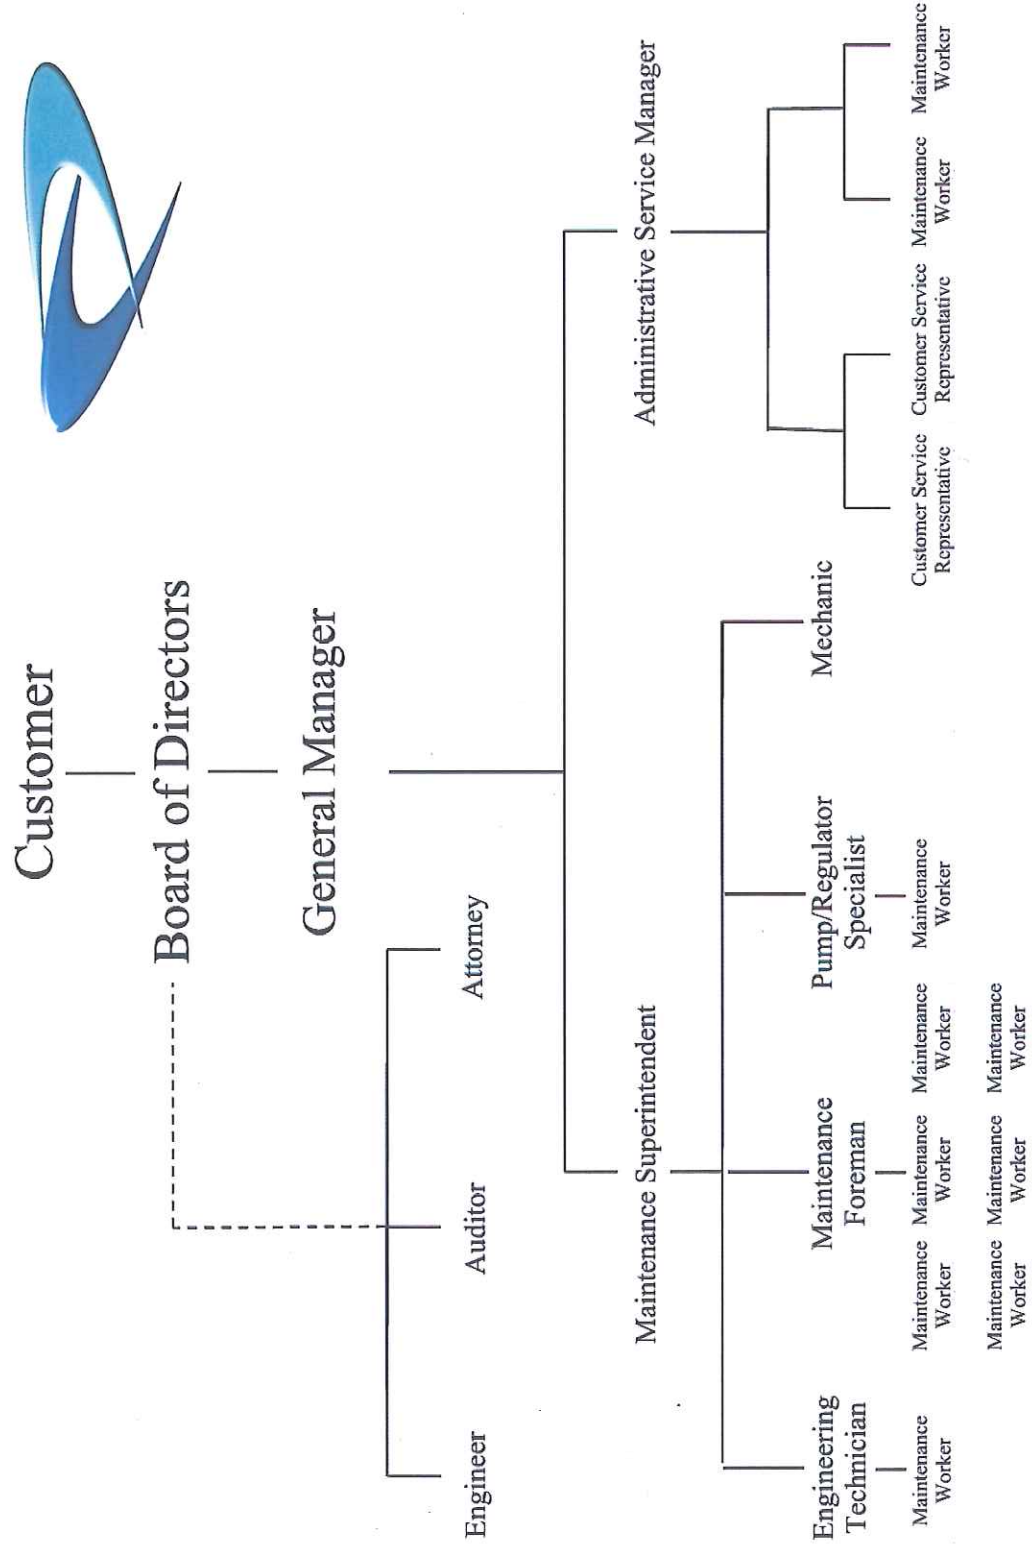 Customer
Board of Directors
General Manager
Engineer
Auditor
Attorney
Maintenance Superintendent
Administrative Service Manager
Engineering
Technician
Maintenance
Foreman
Pump/Regulator
Specialist
Mechanic
Maintenance
Worker
Maintenance
Worker
Maintenance
Worker
Maintenance
Worker
Maintenance
Worker
Customer Service
Representative
Customer Service
Representative
Maintenance
Worker
Maintenance
Worker
Maintenance
Worker
Maintenance
Worker
Maintenance
Worker